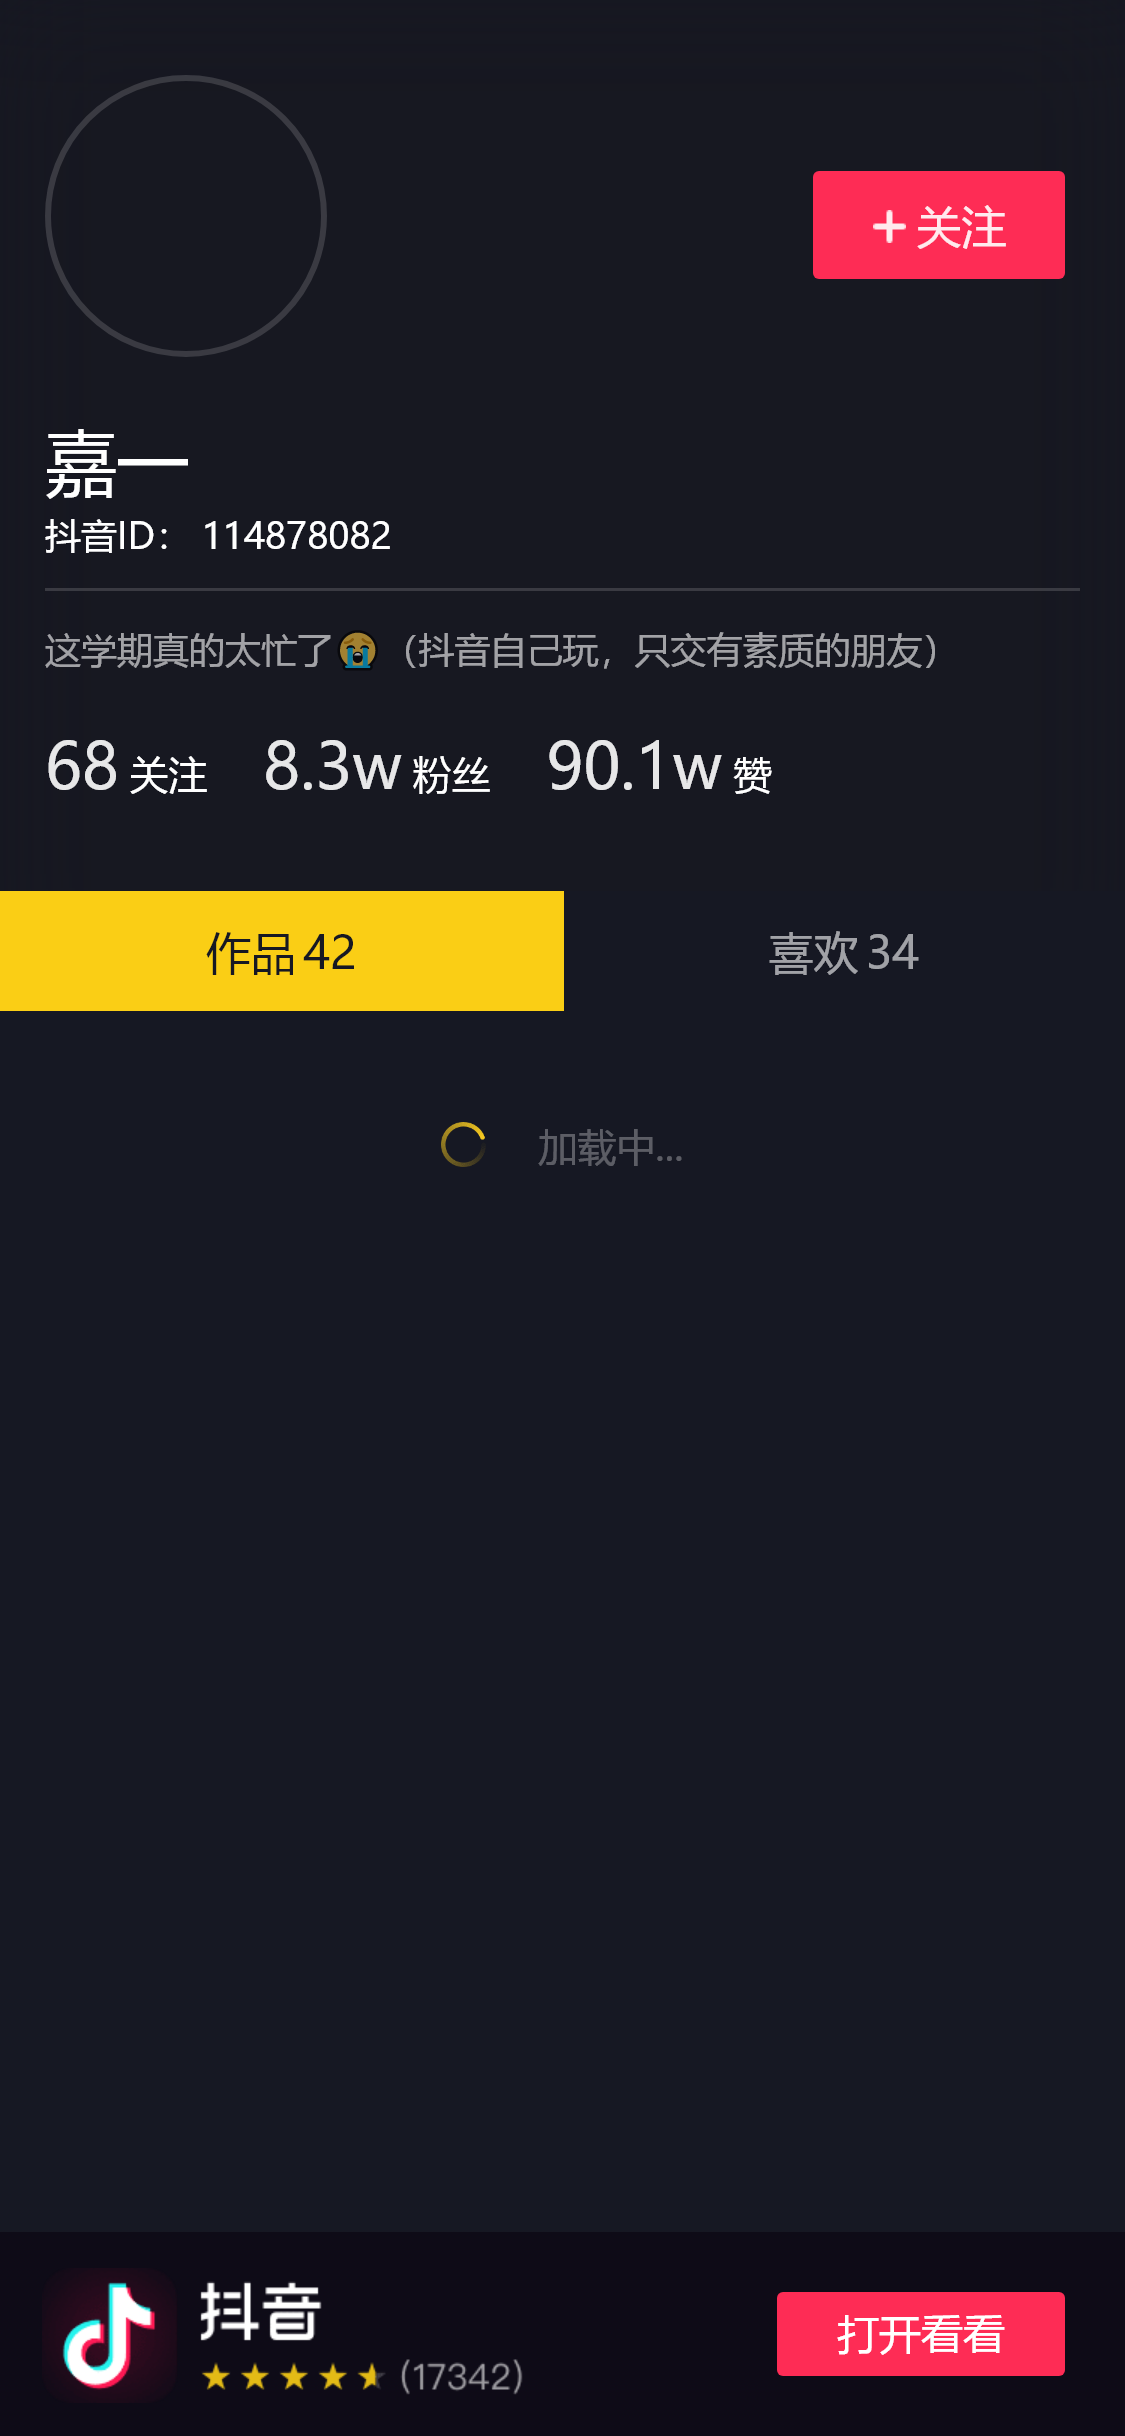 + 关注
嘉一
抖音ID： 114878082
这学期真的太忙了😭（抖音自己玩，只交有素质的朋友）
68 关注 8.3w 粉丝 90.1w 赞
作品 42 喜欢 34
加载中...
抖音
(17342)
打开看看